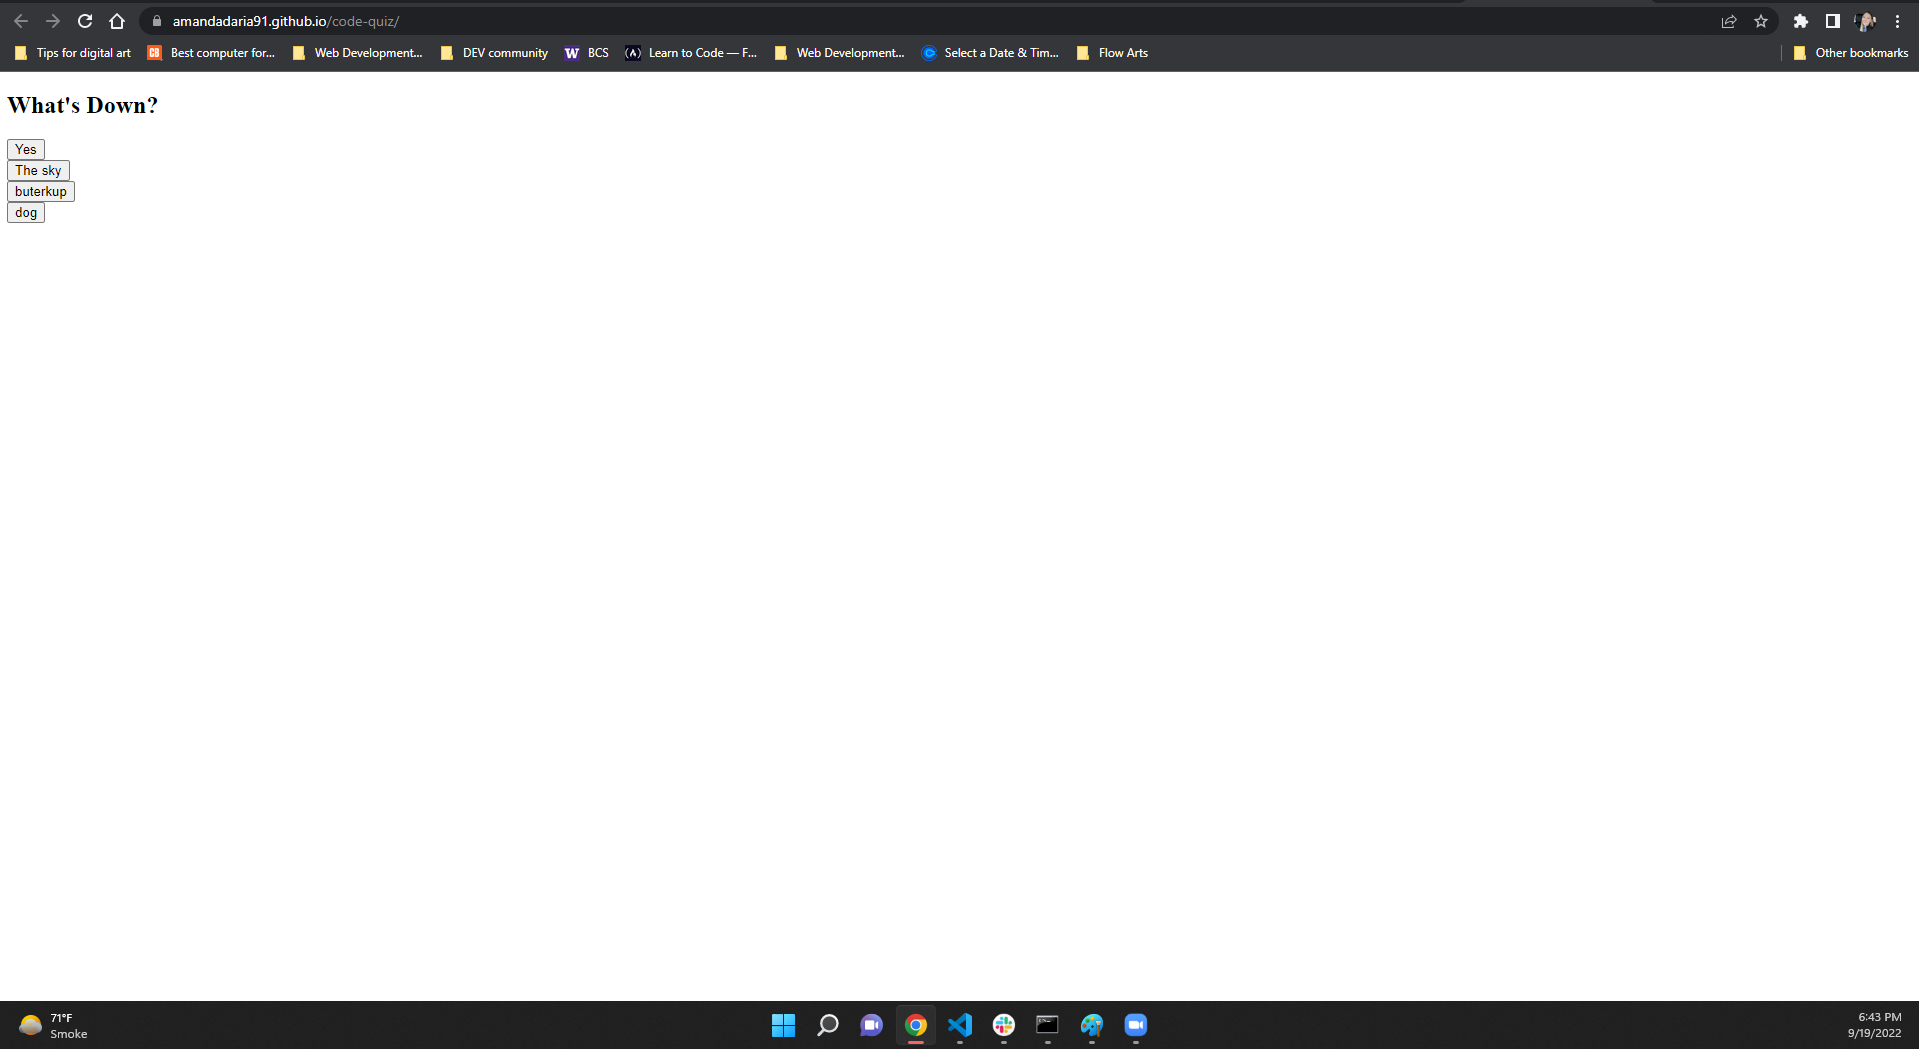 amandadaria91.github.io/code-quiz/
Tips for digital art CB Best computer for... Web Development... DEV community W BCS (A) Learn to Code — F... Web Development... Select a Date & Tim... Flow Arts Other bookmarks
What's Down?
Yes
The sky
buterkup
dog
71°F
Smoke
6:43 PM
9/19/2022